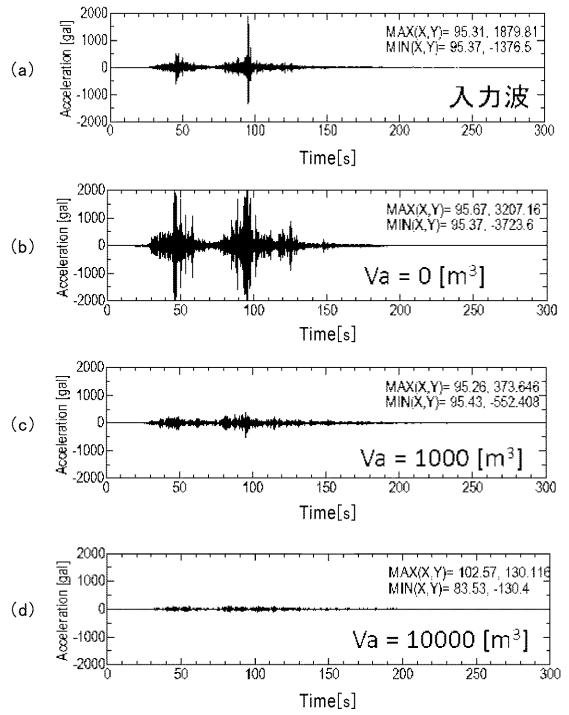 (a)
Acceleration [gal]
2000
1000
0
-1000
-2000
MAX(X,Y)= 95.31, 1879.81
MIN(X,Y)= 95.37, -1376.5
入力波
0 50 100 150 200 250 300
Time[s]
(b)
Acceleration [gal]
2000
1000
0
-1000
-2000
MAX(X,Y)= 95.67, 3207.16
MIN(X,Y)= 95.37, -3723.6
Va = 0 [m³]
0 50 100 150 200 250 300
Time[s]
(c)
Acceleration [gal]
2000
1000
0
-1000
-2000
MAX(X,Y)= 95.26, 373.646
MIN(X,Y)= 95.43, -552.408
Va = 1000 [m³]
0 50 100 150 200 250 300
Time[s]
(d)
Acceleration [gal]
2000
1000
0
-1000
-2000
MAX(X,Y)= 102.57, 130.116
MIN(X,Y)= 83.53, -130.4
Va = 10000 [m³]
0 50 100 150 200 250 300
Time[s]